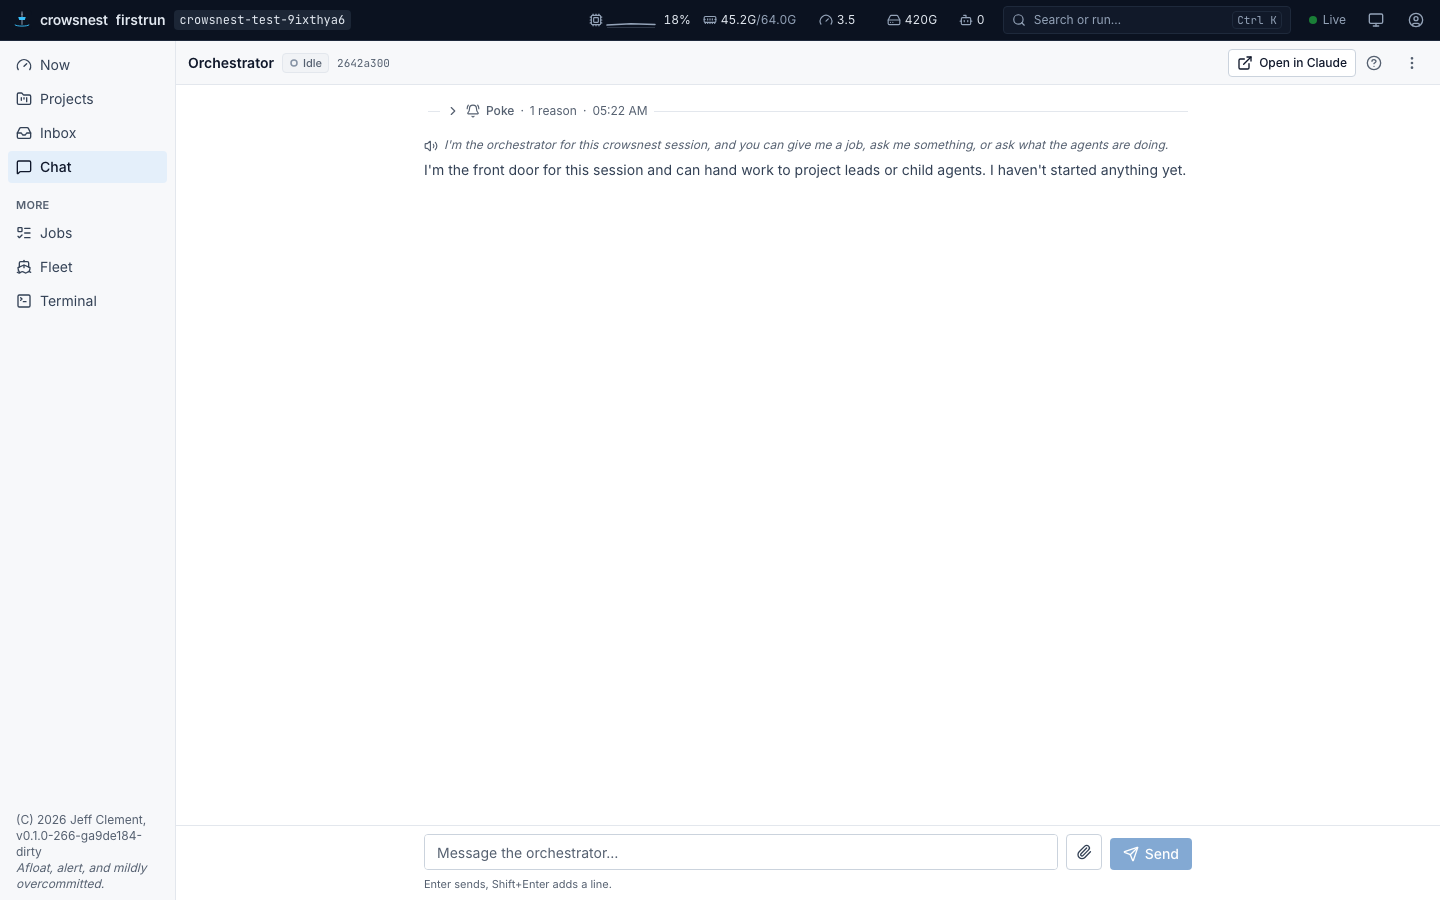 crowsnest firstrun crowsnest-test-9ixthya6
18% 45.2G/64.0G 3.5 420G 0
Search or run... Ctrl K
Live
Now
Projects
Inbox
Chat
MORE
Jobs
Fleet
Terminal
(C) 2026 Jeff Clement,
v0.1.0-266-ga9de184-
dirty
Afloat, alert, and mildly
overcommitted.
Orchestrator Idle 2642a300
Open in Claude
Poke · 1 reason · 05:22 AM
I'm the orchestrator for this crowsnest session, and you can give me a job, ask me something, or ask what the agents are doing.
I'm the front door for this session and can hand work to project leads or child agents. I haven't started anything yet.
Message the orchestrator...
Send
Enter sends, Shift+Enter adds a line.